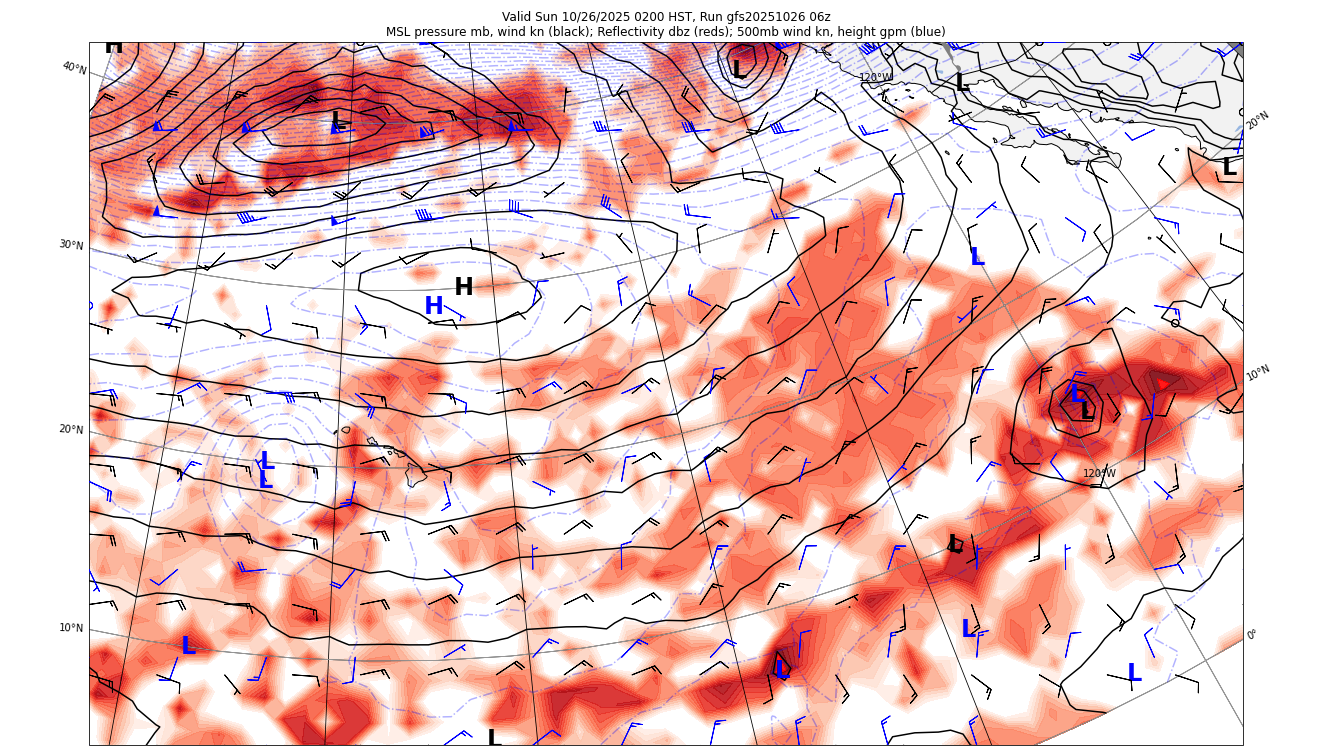 Valid Sun 10/26/2025 0200 HST, Run gfs20251026 06z
MSL pressure mb, wind kn (black); Reflectivity dbz (reds); 500mb wind kn, height gpm (blue)
H
40°N
L
120°W
L
L
20°N
L
30°N
L
H
H
10°N
L
L
20°N
L
L
120°W
L
10°N
L
L
0°
L
L
L